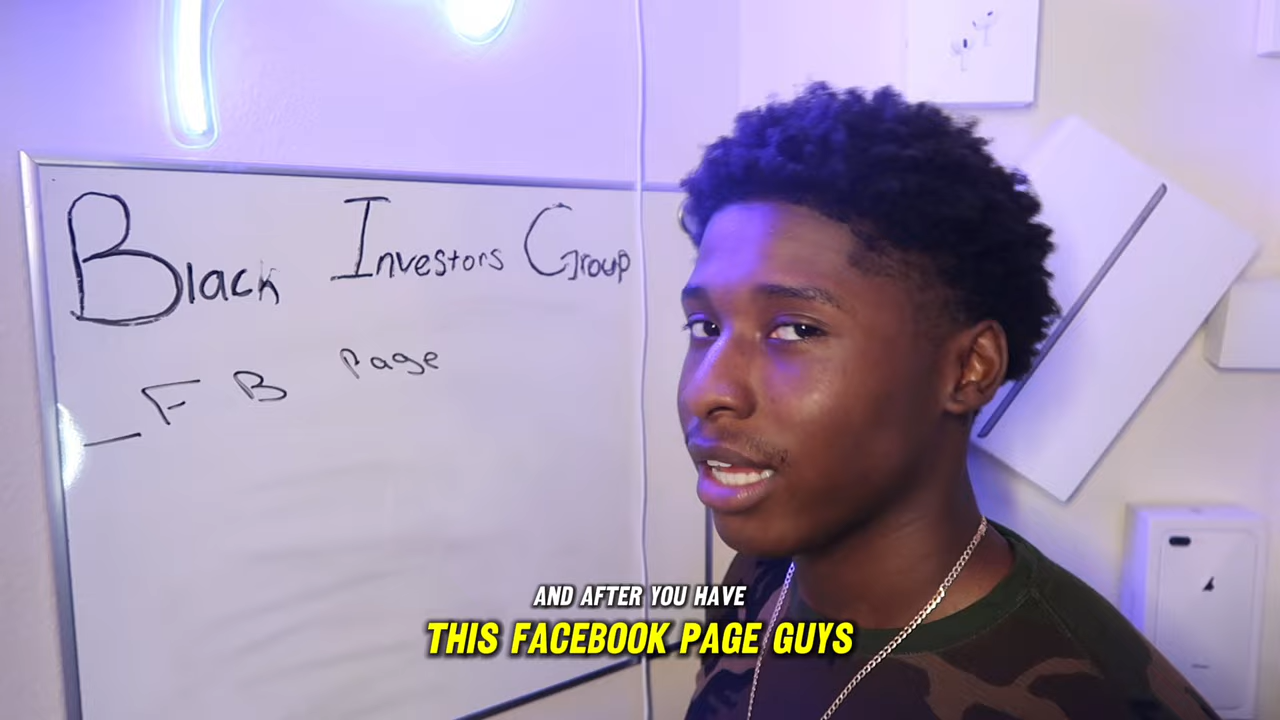 Black Investors Group
_ FB Page
AND AFTER YOU HAVE
THIS FACEBOOK PAGE GUYS